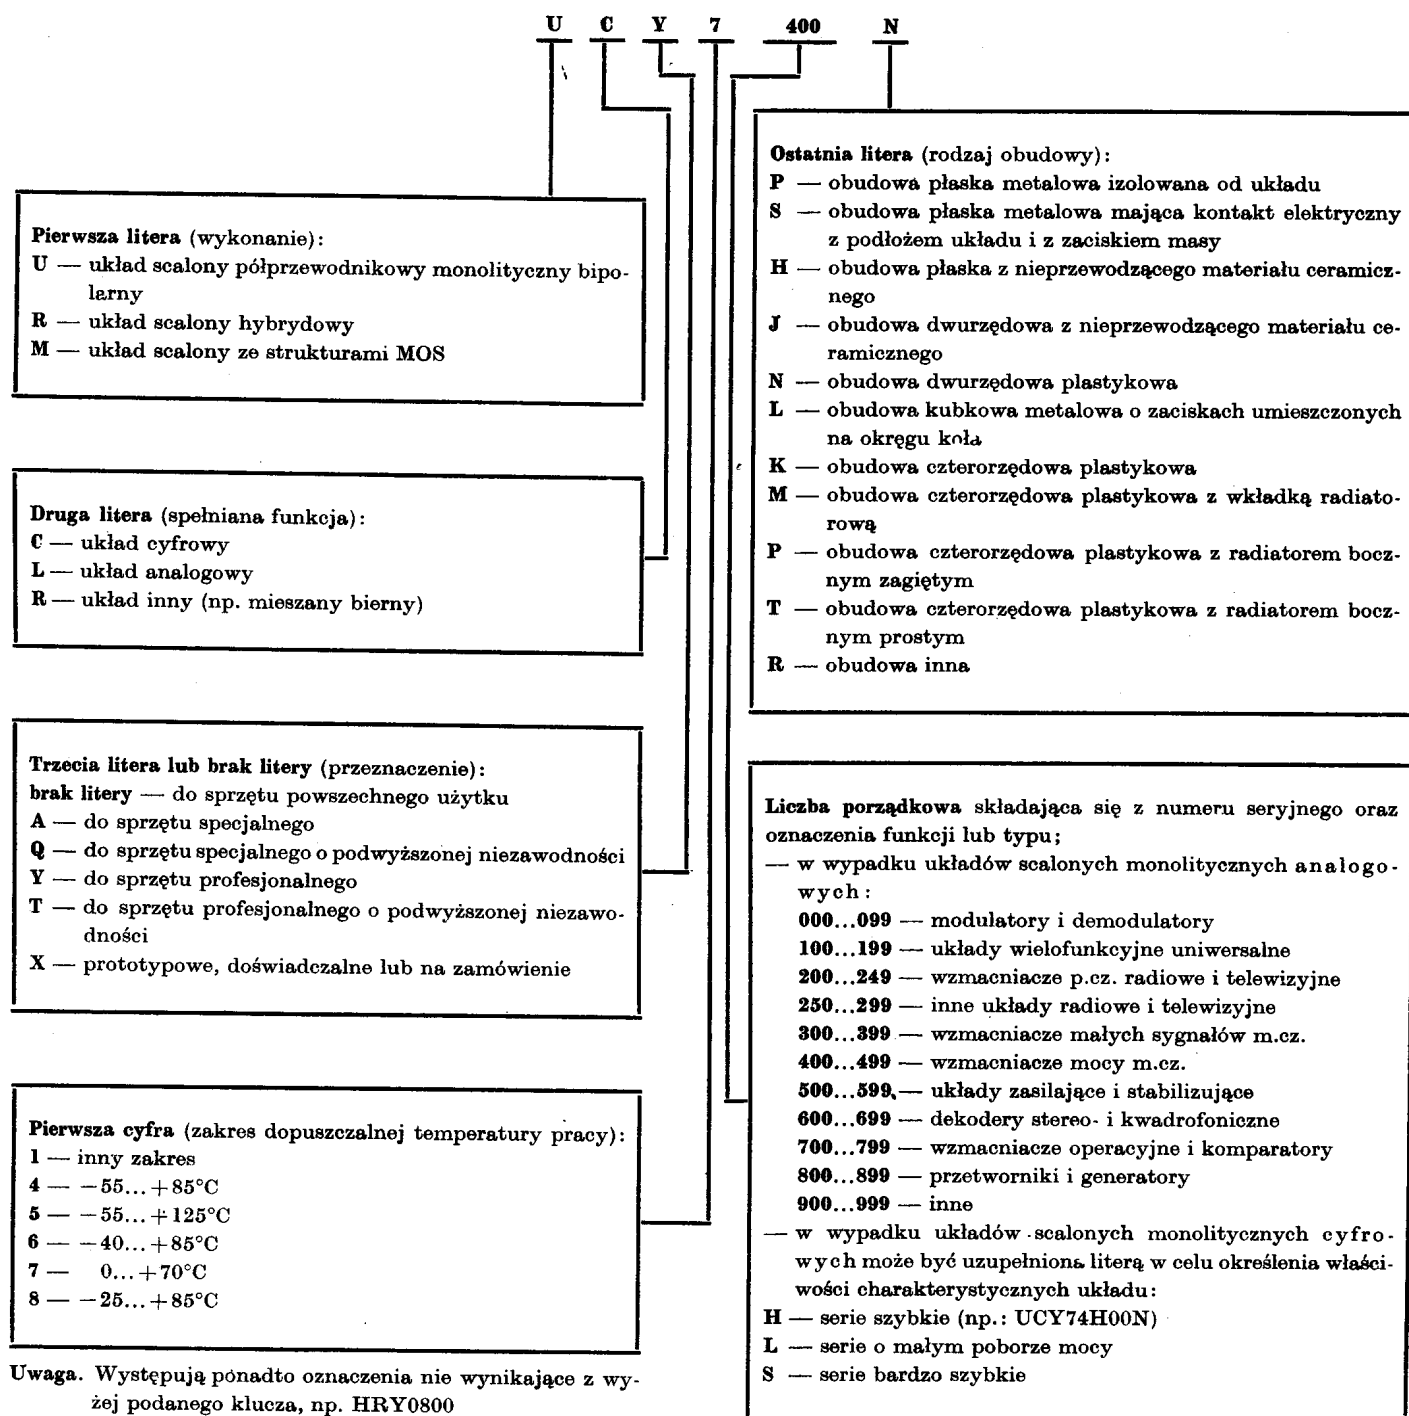 U C Y 7 400 N
Pierwsza litera (wykonanie):
U — układ scalony półprzewodnikowy monolityczny bipo-
larny
R — układ scalony hybrydowy
M — układ scalony ze strukturami MOS
Druga litera (spełniana funkcja):
C — układ cyfrowy
L — układ analogowy
R — układ inny (np. mieszany bierny)
Trzecia litera lub brak litery (przeznaczenie):
brak litery — do sprzętu powszechnego użytku
A — do sprzętu specjalnego
Q — do sprzętu specjalnego o podwyższonej niezawodności
Y — do sprzętu profesjonalnego
T — do sprzętu profesjonalnego o podwyższonej niezawo-
dności
X — prototypowe, doświadczalne lub na zamówienie
Pierwsza cyfra (zakres dopuszczalnej temperatury pracy):
1 — inny zakres
4 — −55...+85°C
5 — −55...+125°C
6 — −40...+85°C
7 — 0...+70°C
8 — −25...+85°C
Uwaga. Występują ponadto oznaczenia nie wynikające z wy-
żej podanego klucza, np. HRY0800
Ostatnia litera (rodzaj obudowy):
P — obudowa płaska metalowa izolowana od układu
S — obudowa płaska metalowa mająca kontakt elektryczny
z podłożem układu i z zaciskiem masy
H — obudowa płaska z nieprzewodzącego materiału ceramicz-
nego
J — obudowa dwurzędowa z nieprzewodzącego materiału ce-
ramicznego
N — obudowa dwurzędowa plastykowa
L — obudowa kubkowa metalowa o zaciskach umieszczonych
na okręgu koła
K — obudowa czterorzędowa plastykowa
M — obudowa czterorzędowa plastykowa z wkładką radiato-
rową
P — obudowa czterorzędowa plastykowa z radiatorem bocz-
nym zagiętym
T — obudowa czterorzędowa plastykowa z radiatorem bocz-
nym prostym
R — obudowa inna
Liczba porządkowa składająca się z numeru seryjnego oraz
oznaczenia funkcji lub typu;
— w wypadku układów scalonych monolitycznych analogo-
wych:
000...099 — modulatory i demodulatory
100...199 — układy wielofunkcyjne uniwersalne
200...249 — wzmacniacze p.cz. radiowe i telewizyjne
250...299 — inne układy radiowe i telewizyjne
300...399 — wzmacniacze małych sygnałów m.cz.
400...499 — wzmacniacze mocy m.cz.
500...599 — układy zasilające i stabilizujące
600...699 — dekodery stereo- i kwadrofoniczne
700...799 — wzmacniacze operacyjne i komparatory
800...899 — przetworniki i generatory
900...999 — inne
— w wypadku układów scalonych monolitycznych cyfro-
wych może być uzupełniona literą w celu określenia właści-
wości charakterystycznych układu:
H — serie szybkie (np.: UCY74H00N)
L — serie o małym poborze mocy
S — serie bardzo szybkie